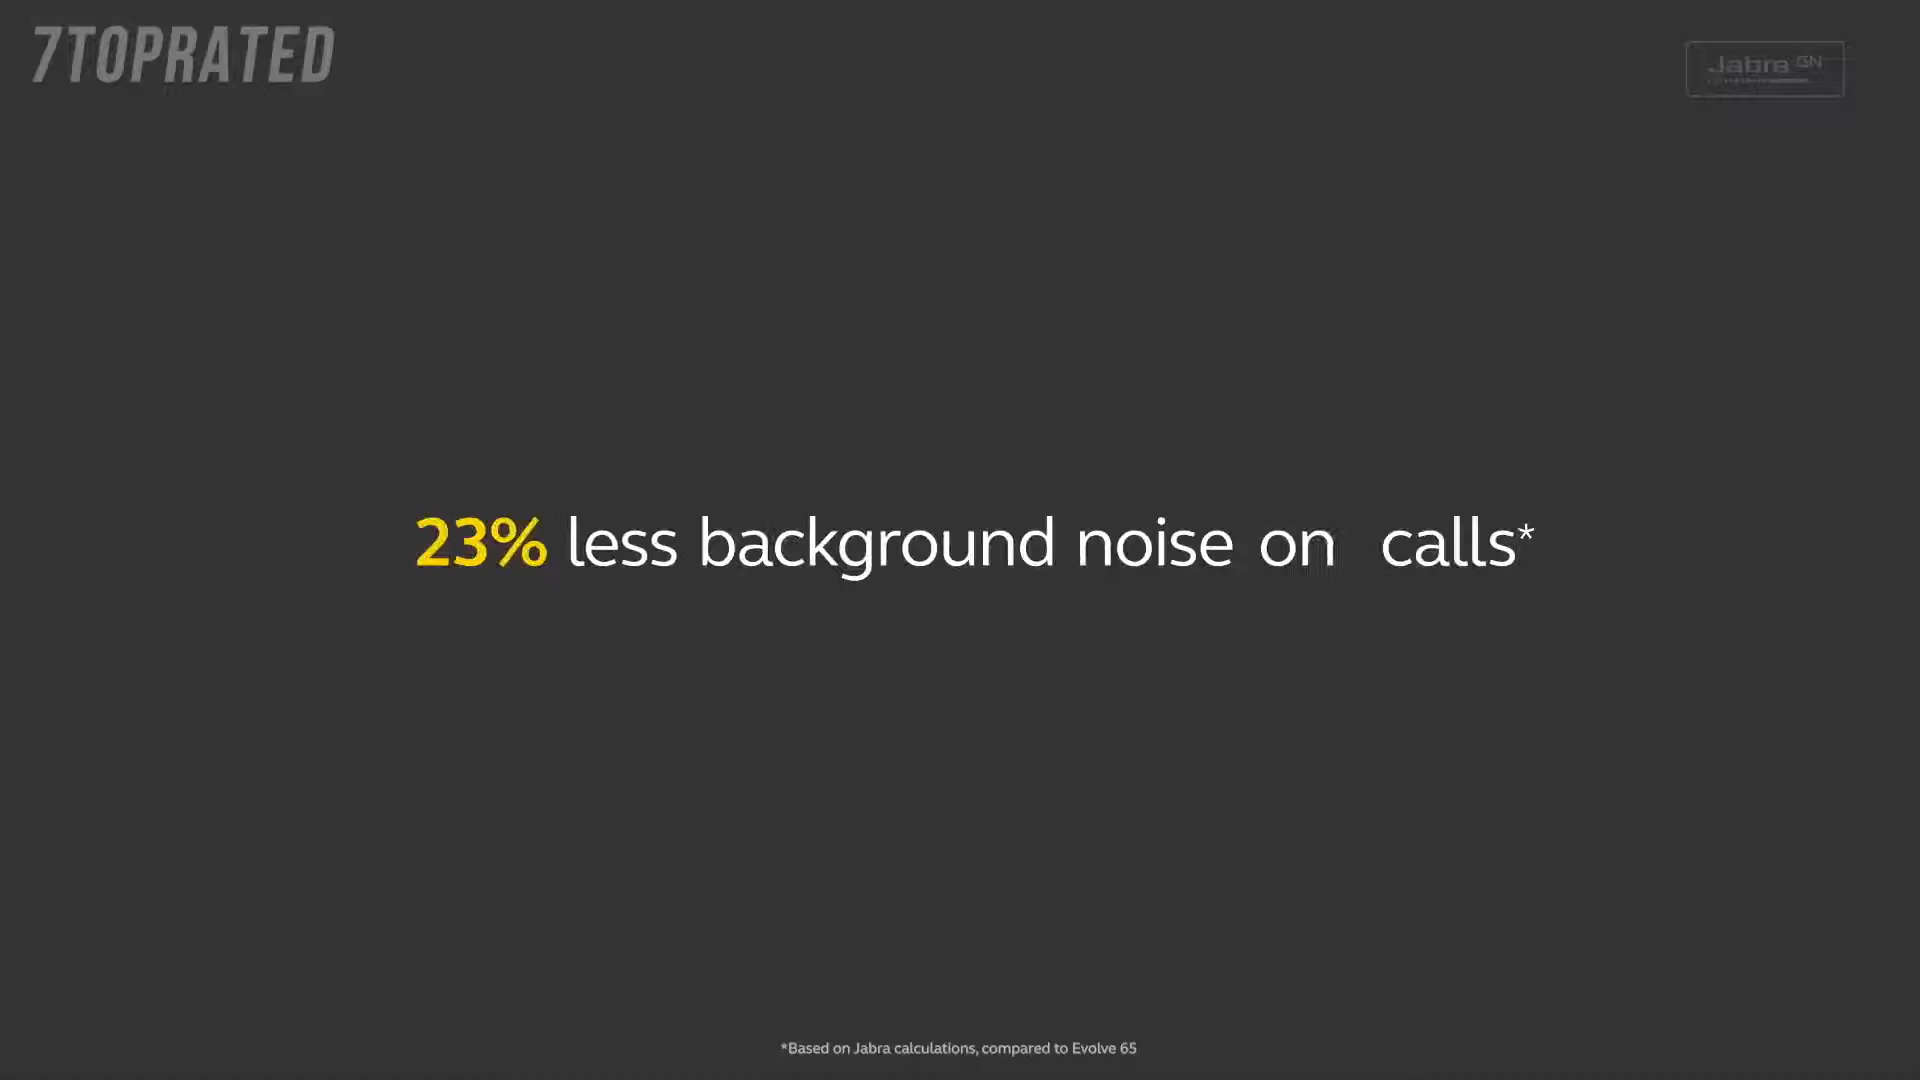 7TOPRATED
Jabra GN
23% less background noise on calls*
*Based on Jabra calculations, compared to Evolve 65